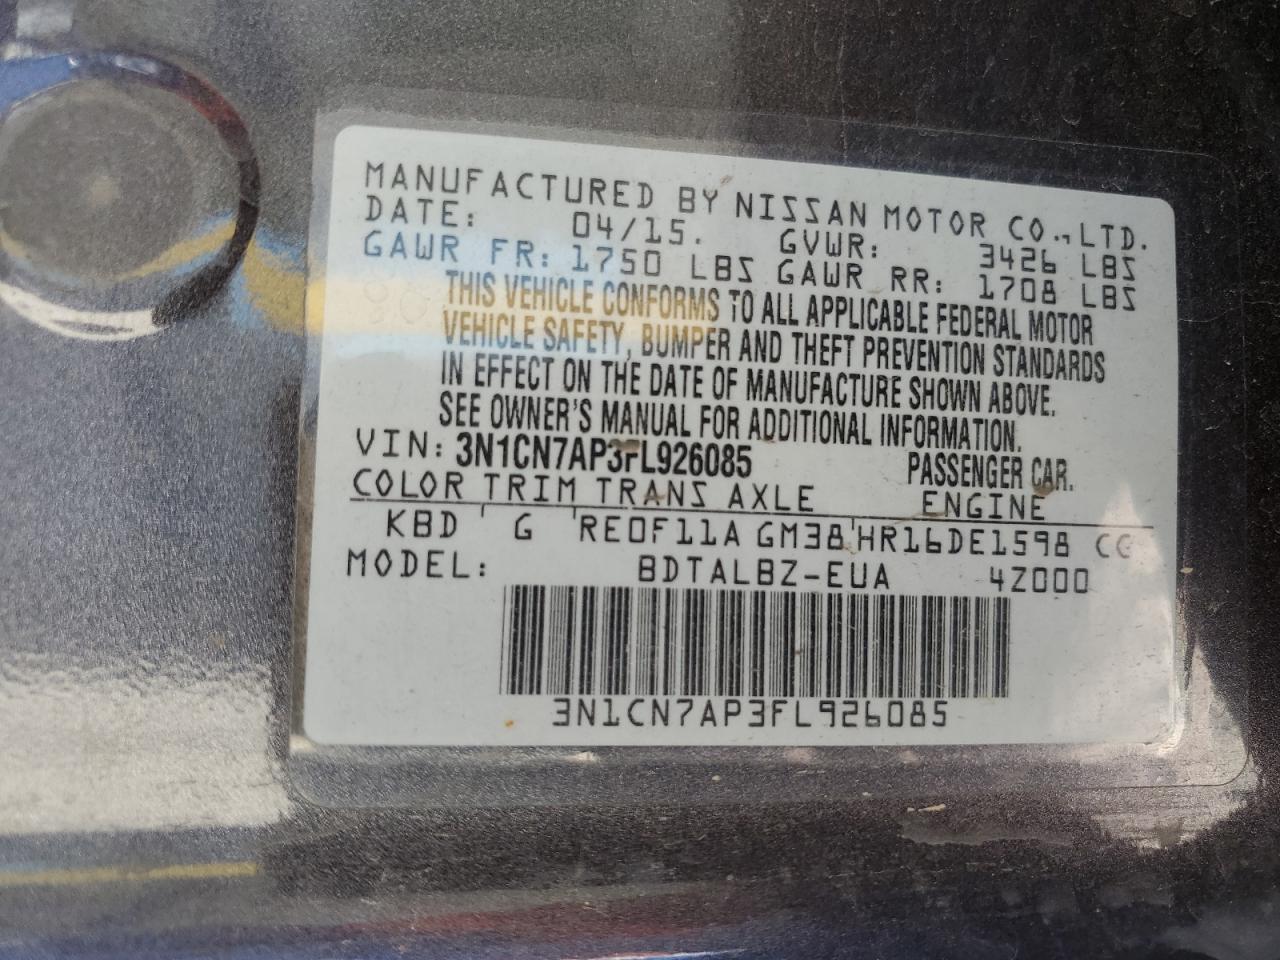 MANUFACTURED BY NISSAN MOTOR CO.,LTD.
DATE: 04/15. GVWR: 3426 LBS
GAWR FR: 1750 LBS GAWR RR: 1708 LBS
THIS VEHICLE CONFORMS TO ALL APPLICABLE FEDERAL MOTOR
VEHICLE SAFETY, BUMPER AND THEFT PREVENTION STANDARDS
IN EFFECT ON THE DATE OF MANUFACTURE SHOWN ABOVE.
SEE OWNER'S MANUAL FOR ADDITIONAL INFORMATION.
VIN: 3N1CN7AP3FL926085 PASSENGER CAR.
COLOR TRIM TRANS AXLE ENGINE
KBD G RE0F11A GM38 HR16DE1598 CC
MODEL: BDTALBZ-EUA 4Z000
3N1CN7AP3FL926085